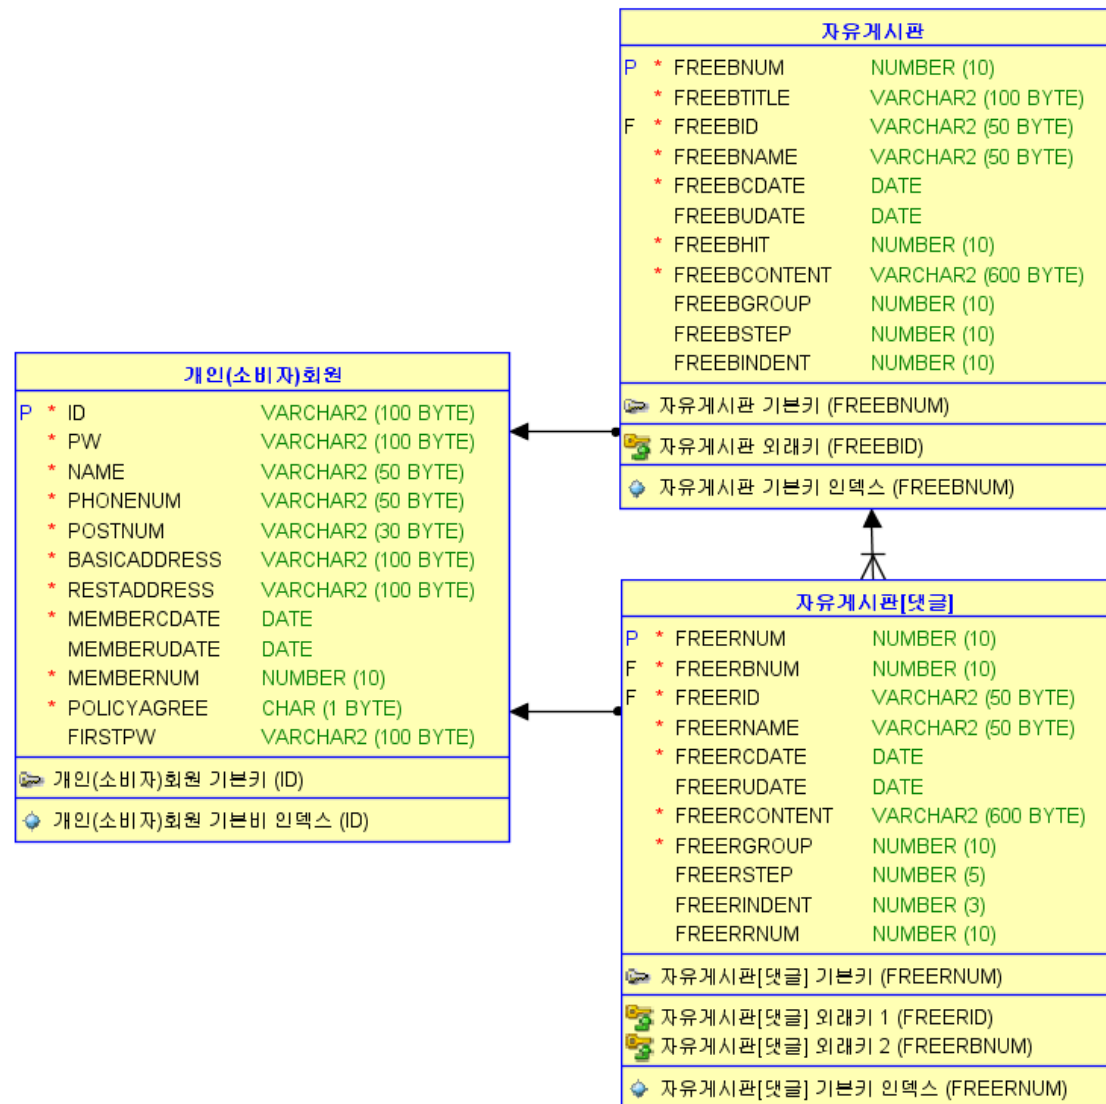 자유게시판
P * FREEBNUM NUMBER (10)
* FREEBTITLE VARCHAR2 (100 BYTE)
F * FREEBID VARCHAR2 (50 BYTE)
* FREEBNAME VARCHAR2 (50 BYTE)
* FREEBCDATE DATE
FREEBUDATE DATE
* FREEBHIT NUMBER (10)
* FREEBCONTENT VARCHAR2 (600 BYTE)
FREEBGROUP NUMBER (10)
FREEBSTEP NUMBER (10)
FREEBINDENT NUMBER (10)
자유게시판 기본키 (FREEBNUM)
자유게시판 외래키 (FREEBID)
자유게시판 기본키 인덱스 (FREEBNUM)
개인(소비자)회원
P * ID VARCHAR2 (100 BYTE)
* PW VARCHAR2 (100 BYTE)
* NAME VARCHAR2 (50 BYTE)
* PHONENUM VARCHAR2 (50 BYTE)
* POSTNUM VARCHAR2 (30 BYTE)
* BASICADDRESS VARCHAR2 (100 BYTE)
* RESTADDRESS VARCHAR2 (100 BYTE)
* MEMBERCDATE DATE
MEMBERUDATE DATE
* MEMBERNUM NUMBER (10)
* POLICYAGREE CHAR (1 BYTE)
FIRSTPW VARCHAR2 (100 BYTE)
개인(소비자)회원 기본키 (ID)
개인(소비자)회원 기본비 인덱스 (ID)
자유게시판[댓글]
P * FREERNUM NUMBER (10)
F * FREERBNUM NUMBER (10)
F * FREERID VARCHAR2 (50 BYTE)
* FREERNAME VARCHAR2 (50 BYTE)
* FREERCDATE DATE
FREERUDATE DATE
* FREERCONTENT VARCHAR2 (600 BYTE)
* FREERGROUP NUMBER (10)
FREERSTEP NUMBER (5)
FREERINDENT NUMBER (3)
FREERRNUM NUMBER (10)
자유게시판[댓글] 기본키 (FREERNUM)
자유게시판[댓글] 외래키 1 (FREERID)
자유게시판[댓글] 외래키 2 (FREERBNUM)
자유게시판[댓글] 기본키 인덱스 (FREERNUM)